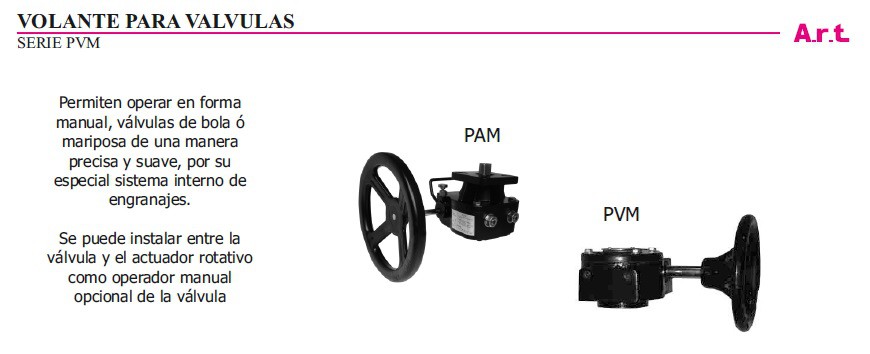 VOLANTE PARA VALVULAS
SERIE PVM
A.r.t.
Permiten operar en forma
manual, válvulas de bola ó
mariposa de una manera
precisa y suave, por su
especial sistema interno de
engranajes.
Se puede instalar entre la
válvula y el actuador rotativo
como operador manual
opcional de la válvula
PAM
PVM